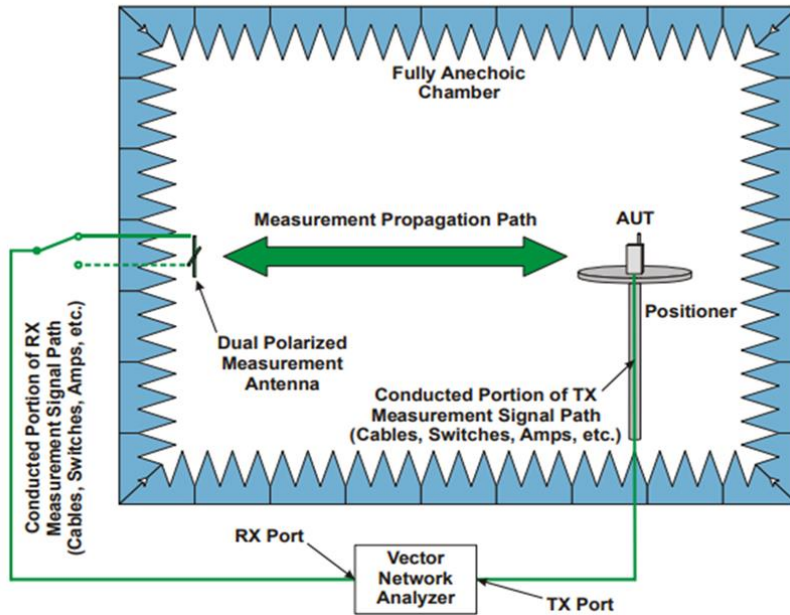 Fully Anechoic
Chamber
Measurement Propagation Path
AUT
Positioner
Dual Polarized
Measurement
Antenna
Conducted Portion of TX
Measurement Signal Path
(Cables, Switches, Amps, etc.)
Conducted Portion of RX
Measurement Signal Path
(Cables, Switches, Amps, etc.)
RX Port
Vector
Network
Analyzer
TX Port